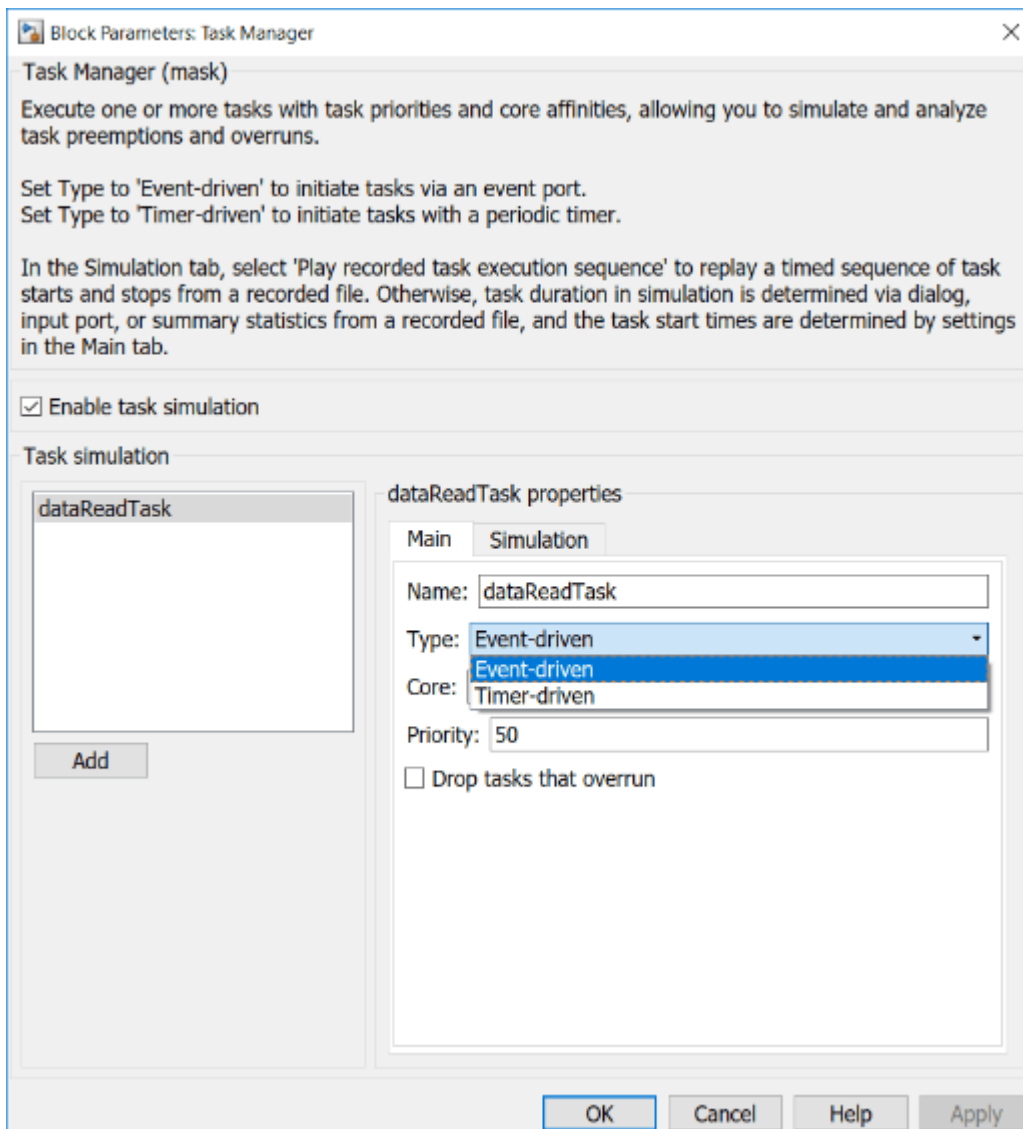 Block Parameters: Task Manager
Task Manager (mask)
Execute one or more tasks with task priorities and core affinities, allowing you to simulate and analyze
task preemptions and overruns.
Set Type to 'Event-driven' to initiate tasks via an event port.
Set Type to 'Timer-driven' to initiate tasks with a periodic timer.
In the Simulation tab, select 'Play recorded task execution sequence' to replay a timed sequence of task
starts and stops from a recorded file. Otherwise, task duration in simulation is determined via dialog,
input port, or summary statistics from a recorded file, and the task start times are determined by settings
in the Main tab.
Enable task simulation
Task simulation
dataReadTask
Add
dataReadTask properties
Main Simulation
Name: dataReadTask
Type: Event-driven
Event-driven
Core:
Timer-driven
Priority: 50
Drop tasks that overrun
OK Cancel Help Apply